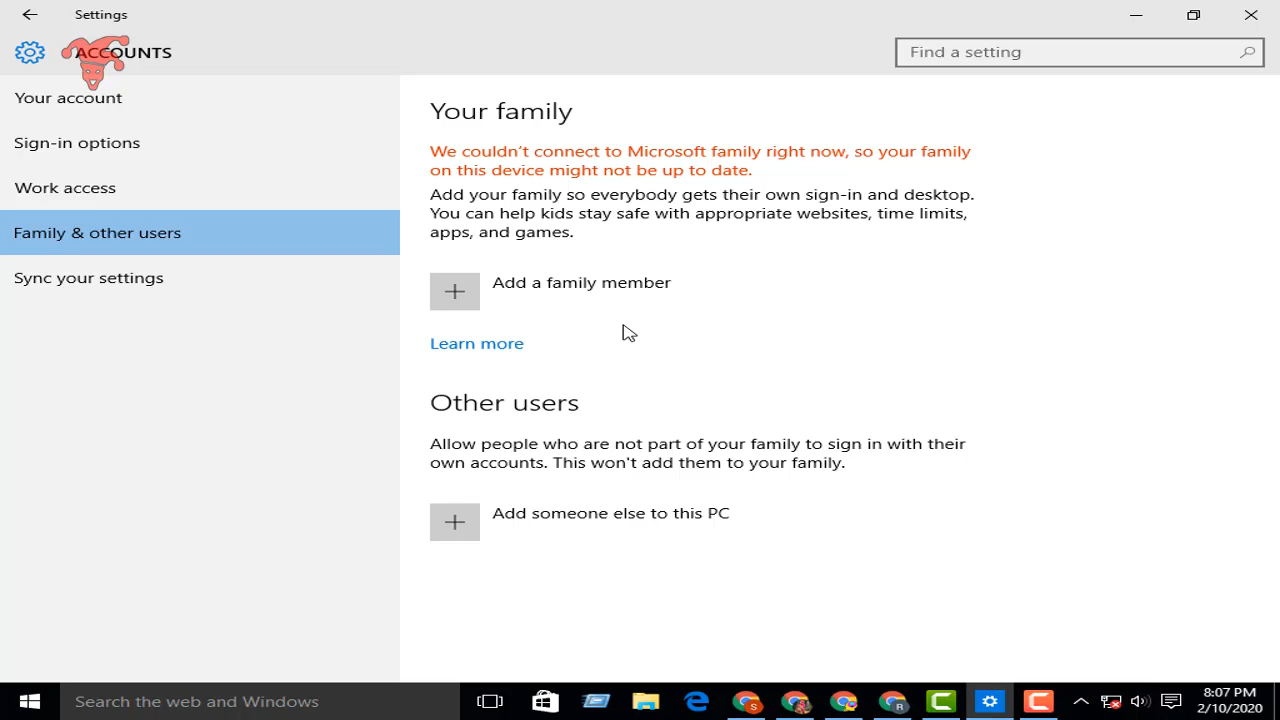 Settings
ACCOUNTS
Find a setting
Your account
Sign-in options
Work access
Family & other users
Sync your settings
Your family
We couldn't connect to Microsoft family right now, so your family
on this device might not be up to date.
Add your family so everybody gets their own sign-in and desktop.
You can help kids stay safe with appropriate websites, time limits,
apps, and games.
Add a family member
Learn more
Other users
Allow people who are not part of your family to sign in with their
own accounts. This won't add them to your family.
Add someone else to this PC
Search the web and Windows
S
R
8:07 PM
2/10/2020